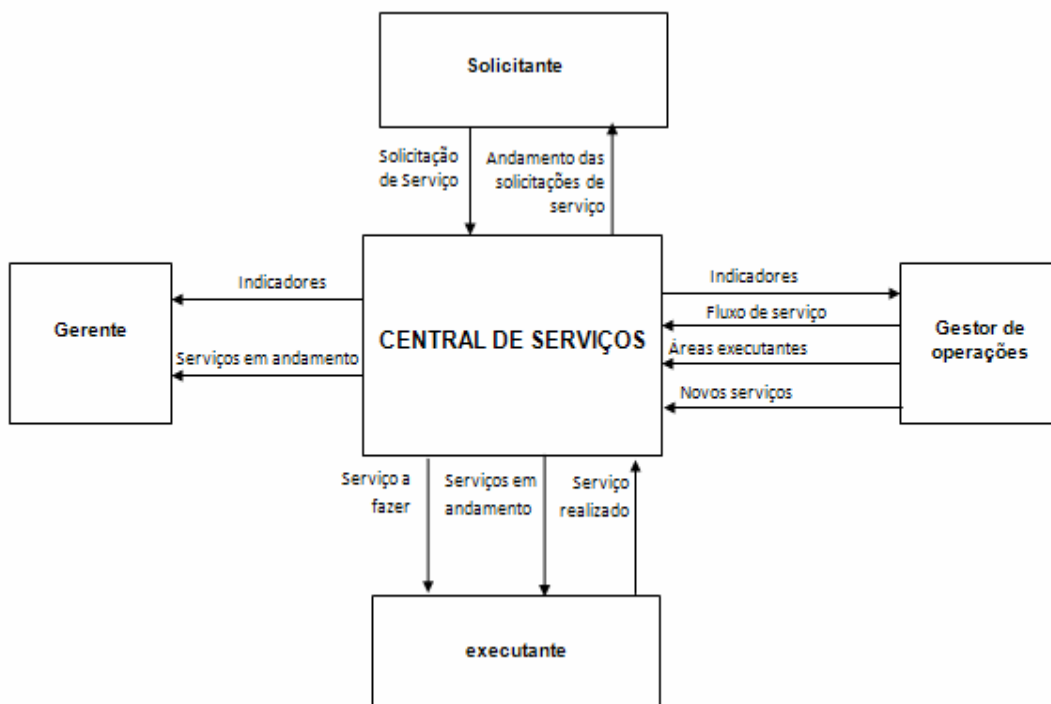 Solicitante
Solicitação
de Serviço
Andamento das
solicitações de
serviço
Gerente
Indicadores
Serviços em andamento
CENTRAL DE SERVIÇOS
Indicadores
Fluxo de serviço
Áreas executantes
Novos serviços
Gestor de
operações
Serviço a
fazer
Serviços em
andamento
Serviço
realizado
executante